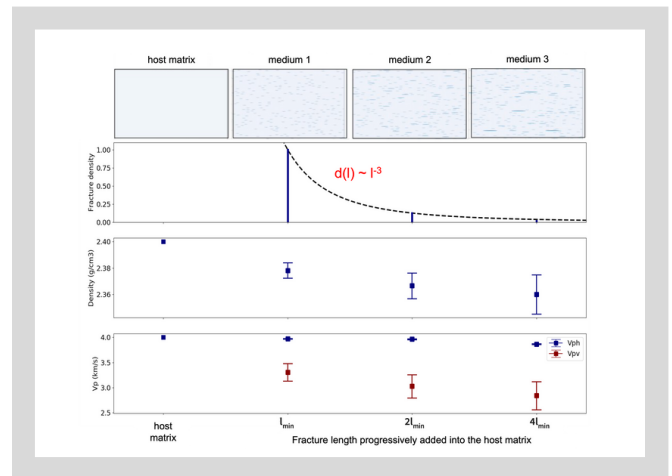 host matrix medium 1 medium 2 medium 3
1.00
0.75
0.50
0.25
0.00
Fracture density
d(l) ~ l-3
2.40
2.38
2.36
Density (g/cm3)
4.0
3.5
3.0
2.5
Vp (km/s)
Vph
Vpv
host
matrix
lmin 2lmin 4lmin
Fracture length progressively added into the host matrix